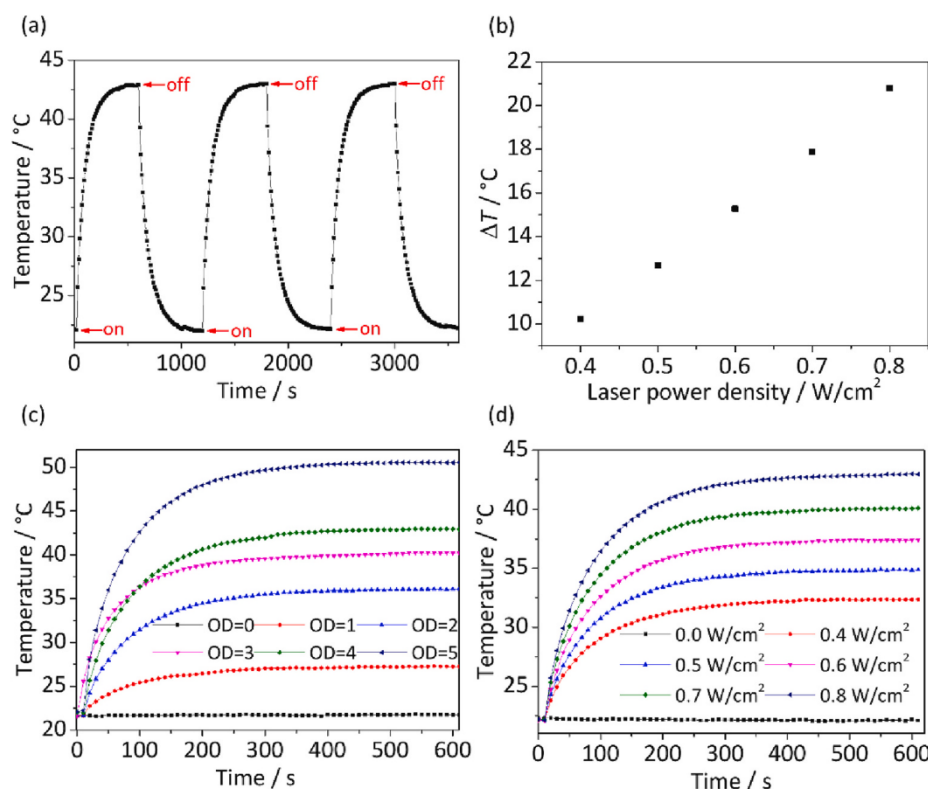 (a)
Temperature / °C
45
40
35
30
25
off
off
off
on
on
on
0 1000 2000 3000
Time / s
(b)
ΔT / °C
22
20
18
16
14
12
10
0.4 0.5 0.6 0.7 0.8
Laser power density / W/cm²
(c)
Temperature / °C
50
45
40
35
30
25
20
OD=0 OD=1 OD=2
OD=3 OD=4 OD=5
0 100 200 300 400 500 600
Time / s
(d)
Temperature / °C
45
40
35
30
25
0.0 W/cm² 0.4 W/cm²
0.5 W/cm² 0.6 W/cm²
0.7 W/cm² 0.8 W/cm²
0 100 200 300 400 500 600
Time / s